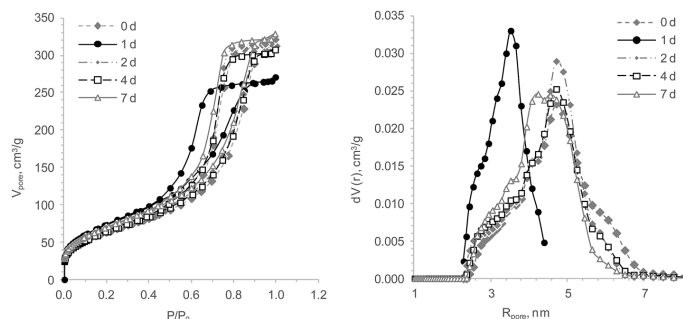 0 d
1 d
2 d
4 d
7 d
350
300
250
200
150
100
50
0
0.0 0.2 0.4 0.6 0.8 1.0 1.2
V pore, cm³/g
P/P₀
0 d
1 d
2 d
4 d
7 d
0.035
0.030
0.025
0.020
0.015
0.010
0.005
0.000
1 3 5 7
dV (r), cm³/g
R pore, nm